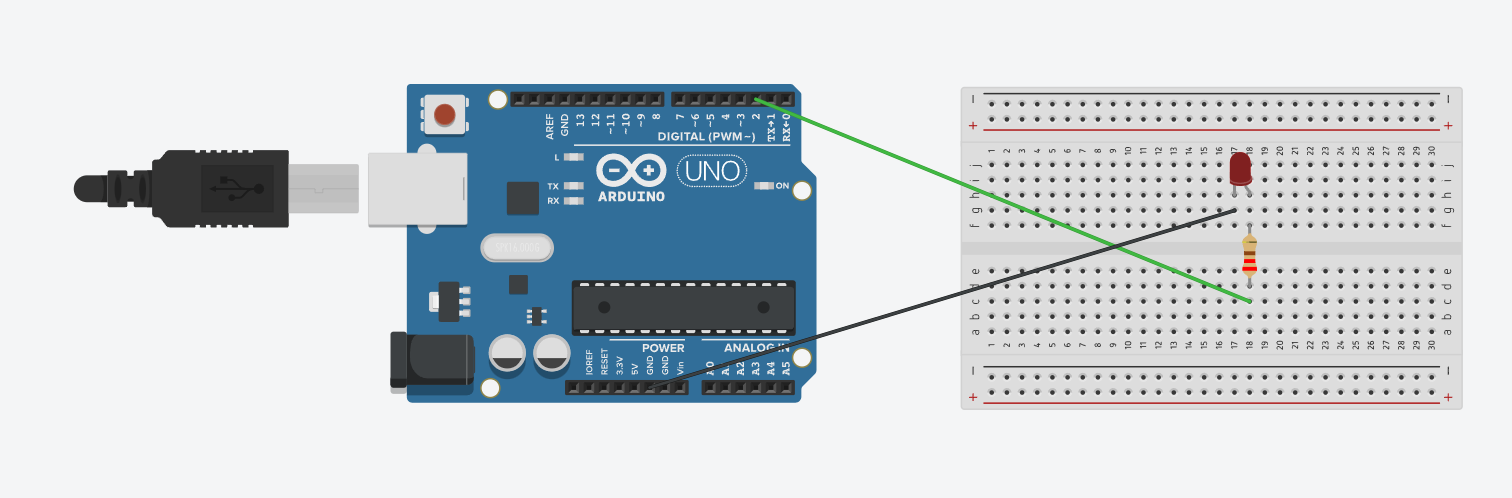 AREF
GND
13
12
~11
~10
~9
8
7
~6
~5
4
~3
2
TX→1
RX←0
DIGITAL (PWM~)
L
TX
RX
ARDUINO
UNO
ON
IOREF
RESET
3.3V
5V
GND
GND
Vin
POWER
ANALOG IN
A0
A1
A2
A3
A4
A5
− −
+ +
1 2 3 4 5 6 7 8 9 10 11 12 13 14 15 16 17 18 19 20 21 22 23 24 25 26 27 28 29 30
j j
i i
h h
g g
f f
e e
d d
c c
b b
a a
1 2 3 4 5 6 7 8 9 10 11 12 13 14 15 16 17 18 19 20 21 22 23 24 25 26 27 28 29 30
− −
+ +